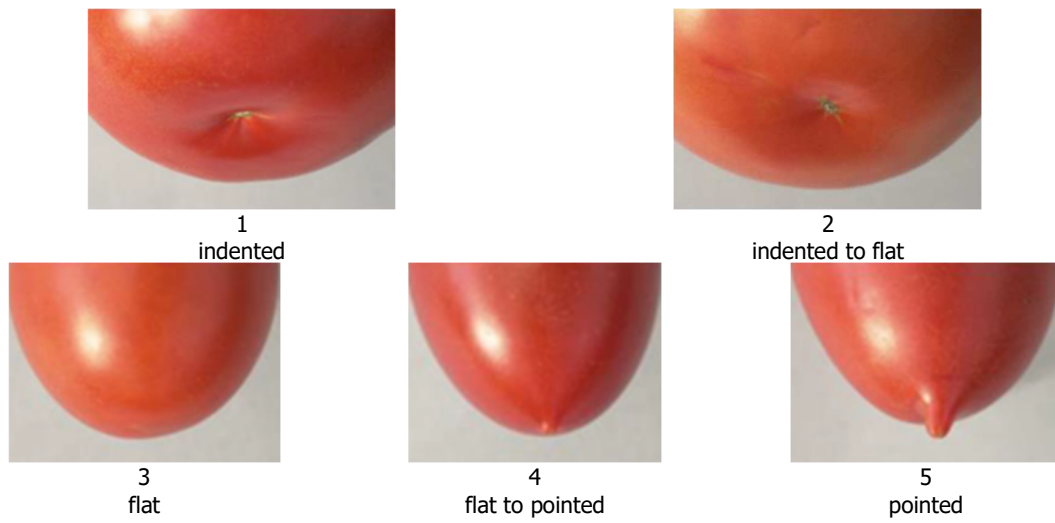 1
indented
2
indented to flat
3
flat
4
flat to pointed
5
pointed